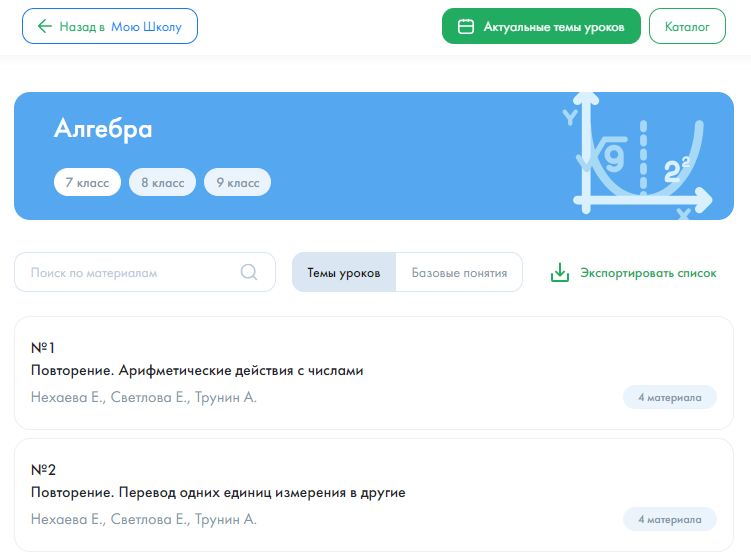 Назад в Мою Школу
Актуальные темы уроков
Каталог
Алгебра
7 класс 8 класс 9 класс
Y √9 2² X
Поиск по материалам
Темы уроков
Базовые понятия
Экспортировать список
№1
Повторение. Арифметические действия с числами
Нехаева Е., Светлова Е., Трунин А.
4 материала
№2
Повторение. Перевод одних единиц измерения в другие
Нехаева Е., Светлова Е., Трунин А.
4 материала